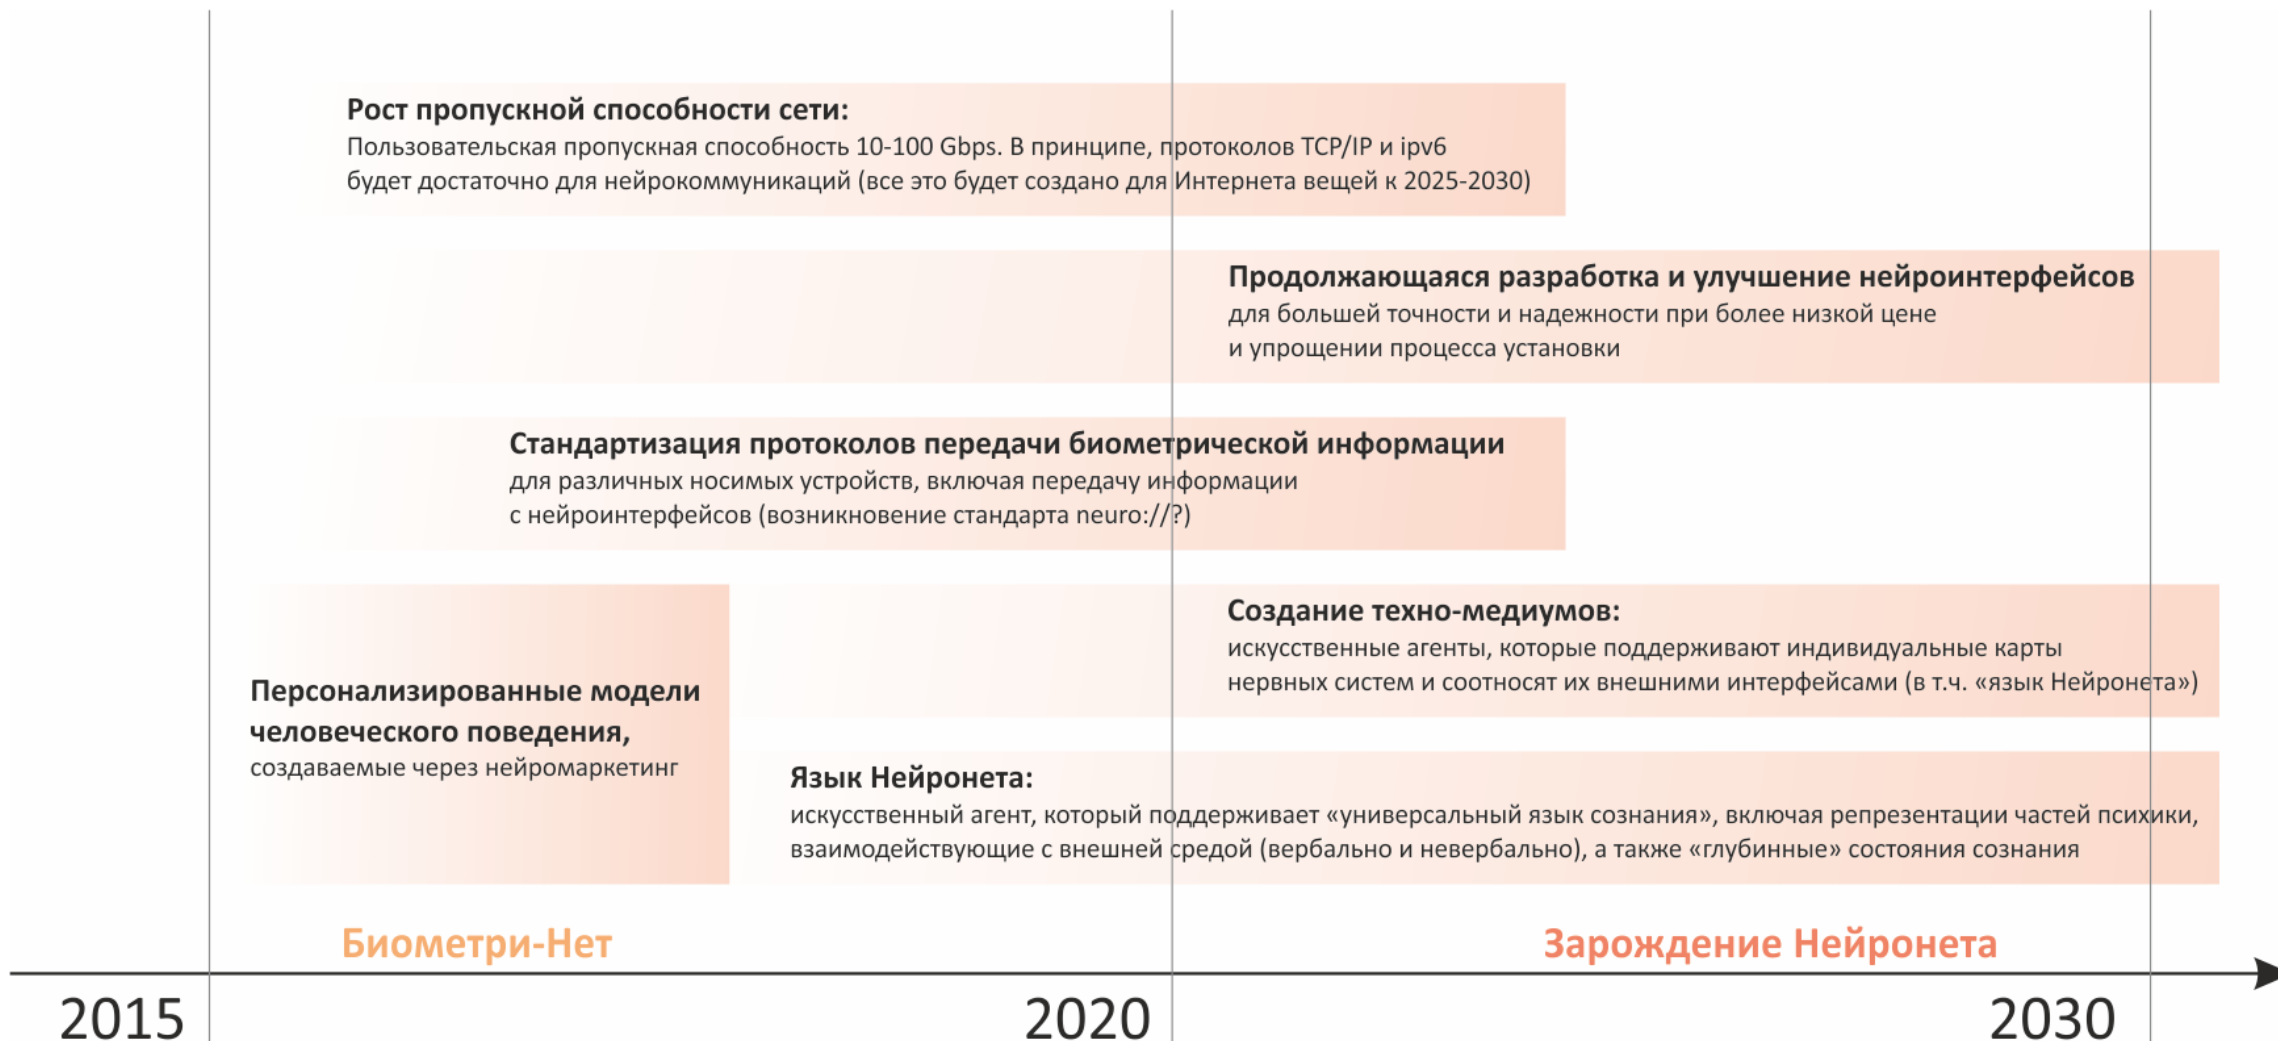 Рост пропускной способности сети:
Пользовательская пропускная способность 10-100 Gbps. В принципе, протоколов TCP/IP и ipv6
будет достаточно для нейрокоммуникаций (все это будет создано для Интернета вещей к 2025-2030)
Продолжающаяся разработка и улучшение нейроинтерфейсов
для большей точности и надежности при более низкой цене
и упрощении процесса установки
Стандартизация протоколов передачи биометрической информации
для различных носимых устройств, включая передачу информации
с нейроинтерфейсов (возникновение стандарта neuro://?)
Персонализированные модели
человеческого поведения,
создаваемые через нейромаркетинг
Создание техно-медиумов:
искусственные агенты, которые поддерживают индивидуальные карты
нервных систем и соотносят их внешними интерфейсами (в т.ч. «язык Нейронета»)
Язык Нейронета:
искусственный агент, который поддерживает «универсальный язык сознания», включая репрезентации частей психики,
взаимодействующие с внешней средой (вербально и невербально), а также «глубинные» состояния сознания
Биометри-Нет
Зарождение Нейронета
2015
2020
2030